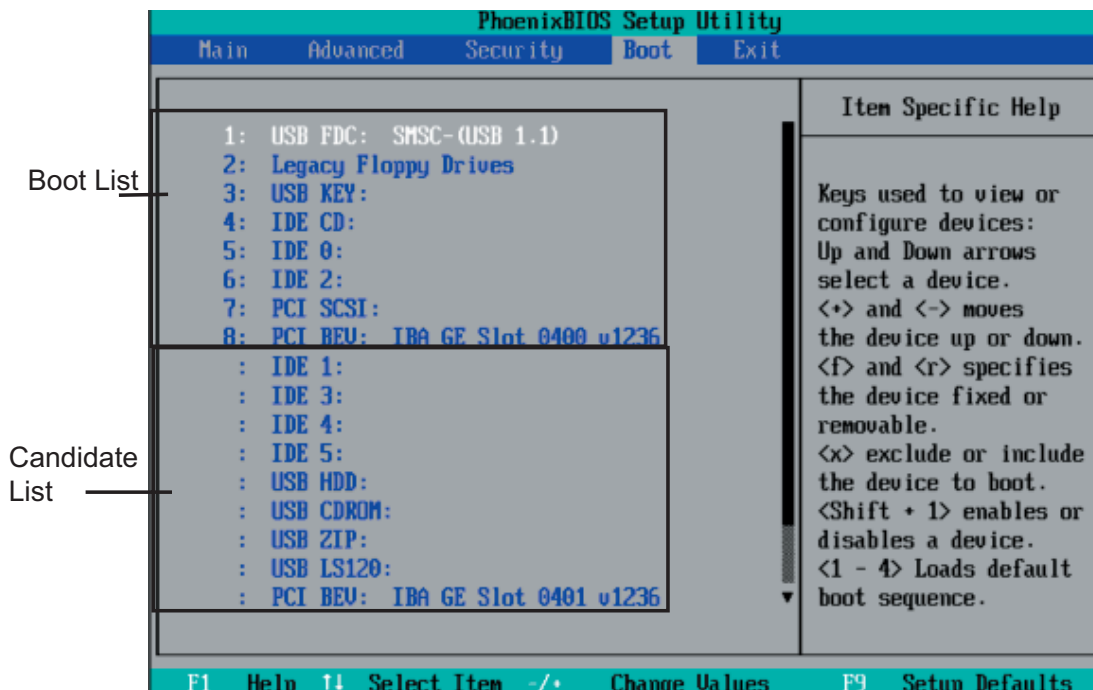 PhoenixBIOS Setup Utility
Main Advanced Security Boot Exit
Boot List
1: USB FDC: SMSC-(USB 1.1)
2: Legacy Floppy Drives
3: USB KEY:
4: IDE CD:
5: IDE 0:
6: IDE 2:
7: PCI SCSI:
8: PCI BEV: IBA GE Slot 0400 v1236
Candidate
List
: IDE 1:
: IDE 3:
: IDE 4:
: IDE 5:
: USB HDD:
: USB CDROM:
: USB ZIP:
: USB LS120:
: PCI BEV: IBA GE Slot 0401 v1236
Item Specific Help
Keys used to view or
configure devices:
Up and Down arrows
select a device.
<+> and <-> moves
the device up or down.
<f> and <r> specifies
the device fixed or
removable.
<x> exclude or include
the device to boot.
<Shift + 1> enables or
disables a device.
<1 - 4> Loads default
boot sequence.
F1 Help ↑↓ Select Item -/+ Change Values F9 Setup Defaults